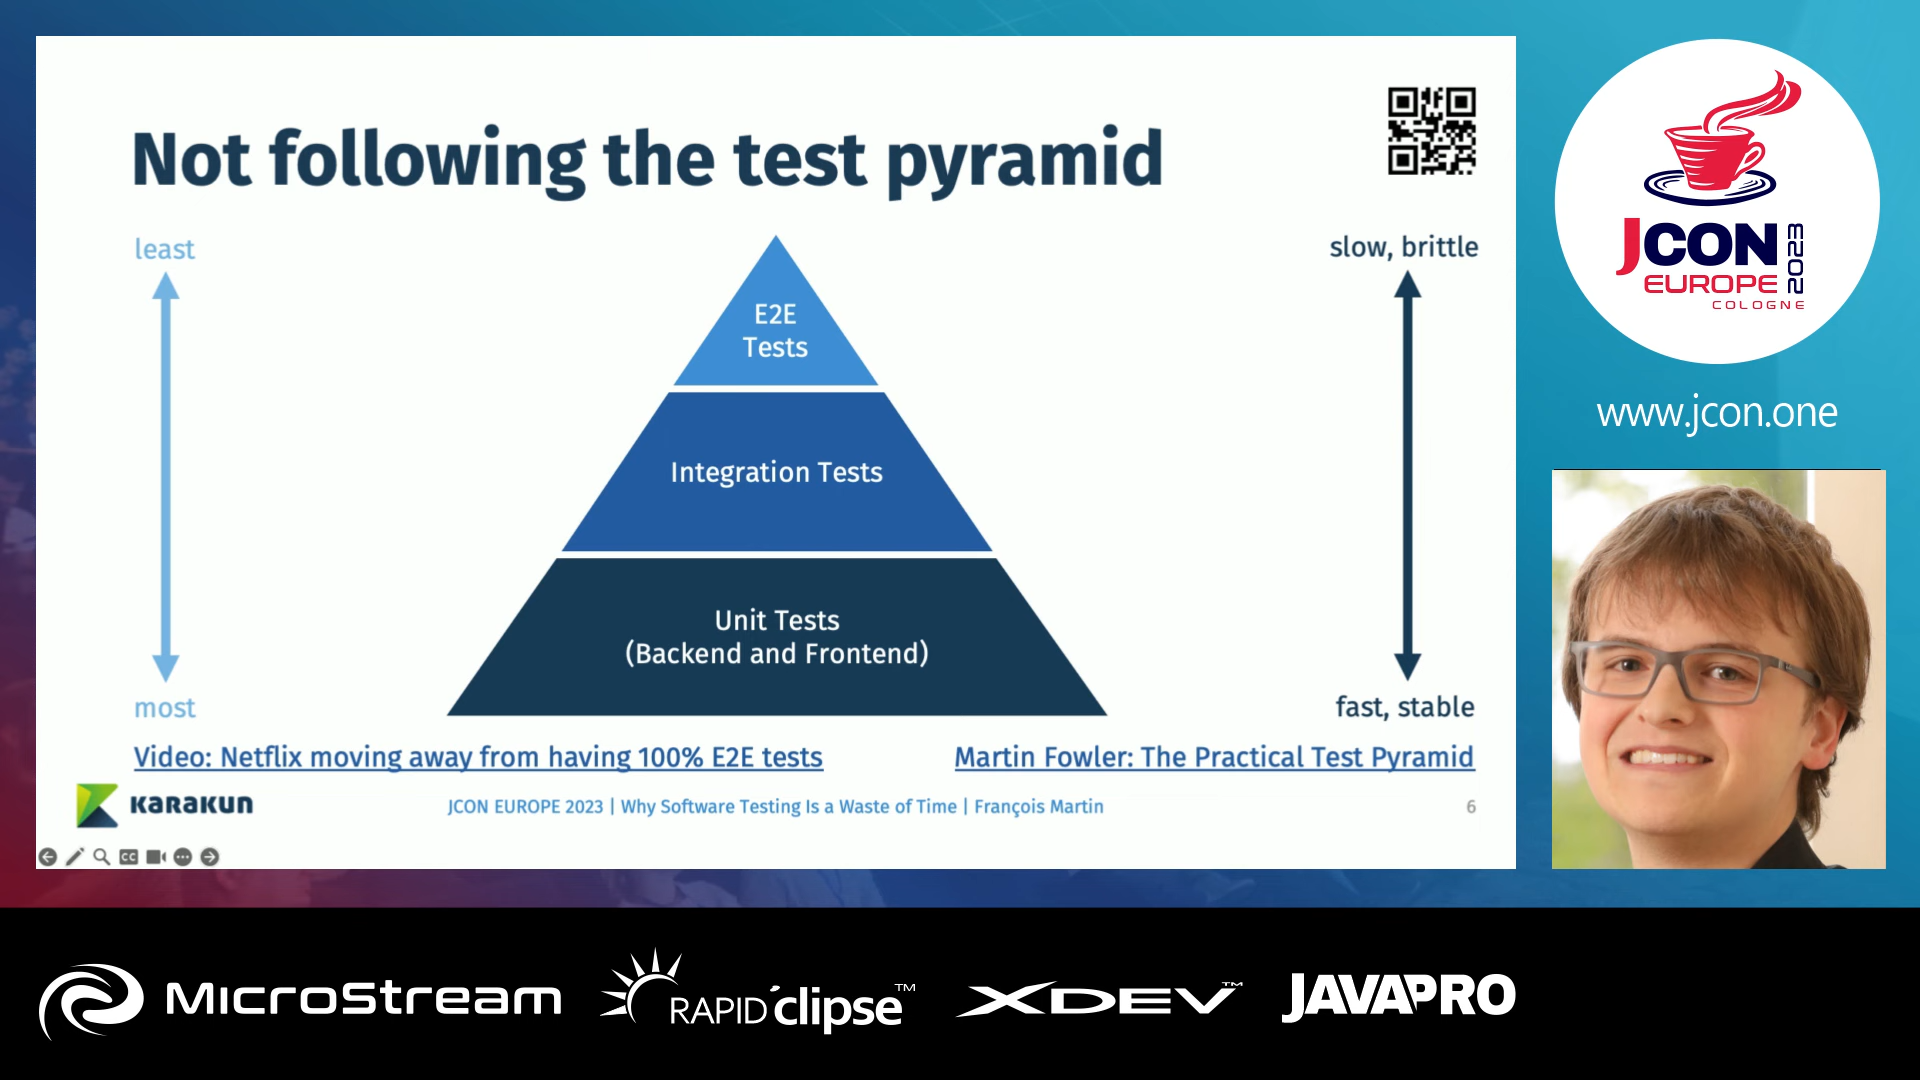 Not following the test pyramid
least
slow, brittle
E2E
Tests
Integration Tests
Unit Tests
(Backend and Frontend)
most
fast, stable
Video: Netflix moving away from having 100% E2E tests
Martin Fowler: The Practical Test Pyramid
KARAKUN
JCON EUROPE 2023 | Why Software Testing Is a Waste of Time | François Martin
6
CC
JCON
2023
EUROPE
COLOGNE
www.jcon.one
MicroStream
RAPIDclipse™
XDEV™
JAVAPRO